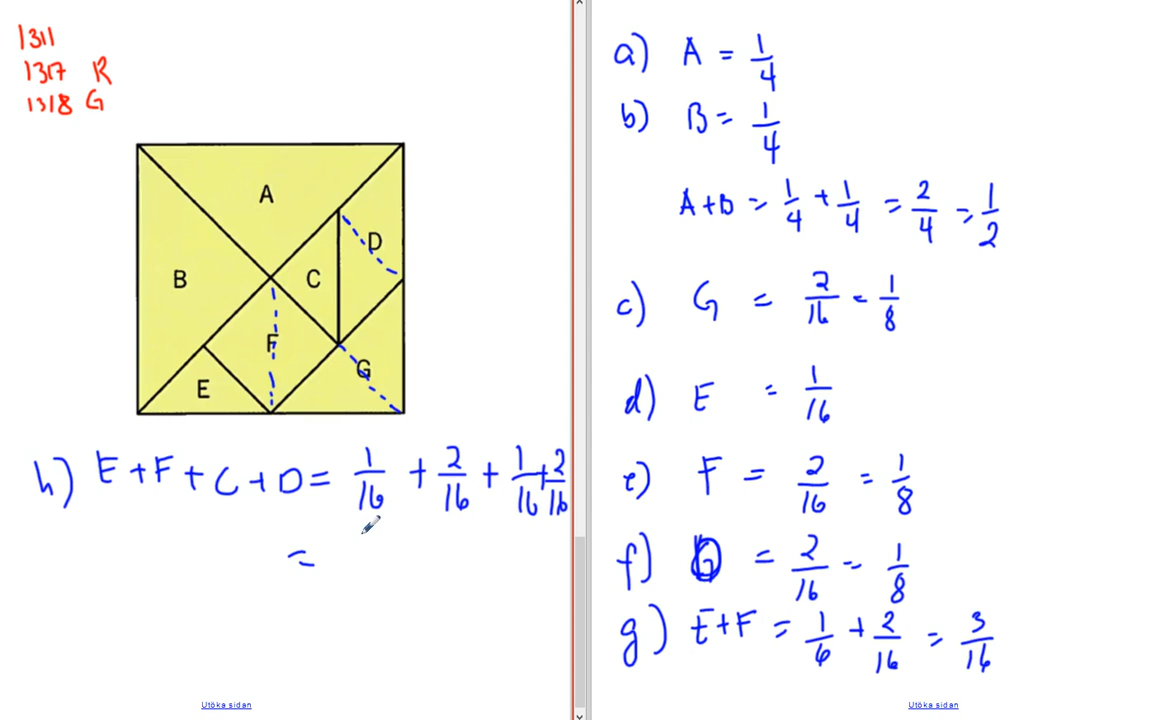 1311
1317 R
1318 G
A
D
B
C
F
G
E
h) E+F+C+D= 1/16 + 2/16 + 1/16 + 2/16
=
Utöka sidan
a) A = 1/4
b) B = 1/4
A+B = 1/4 + 1/4 = 2/4 = 1/2
c) G = 2/16 = 1/8
d) E = 1/16
e) F = 2/16 = 1/8
f) G = 2/16 = 1/8
g) E+F = 1/6 + 2/16 = 3/16
Utöka sidan